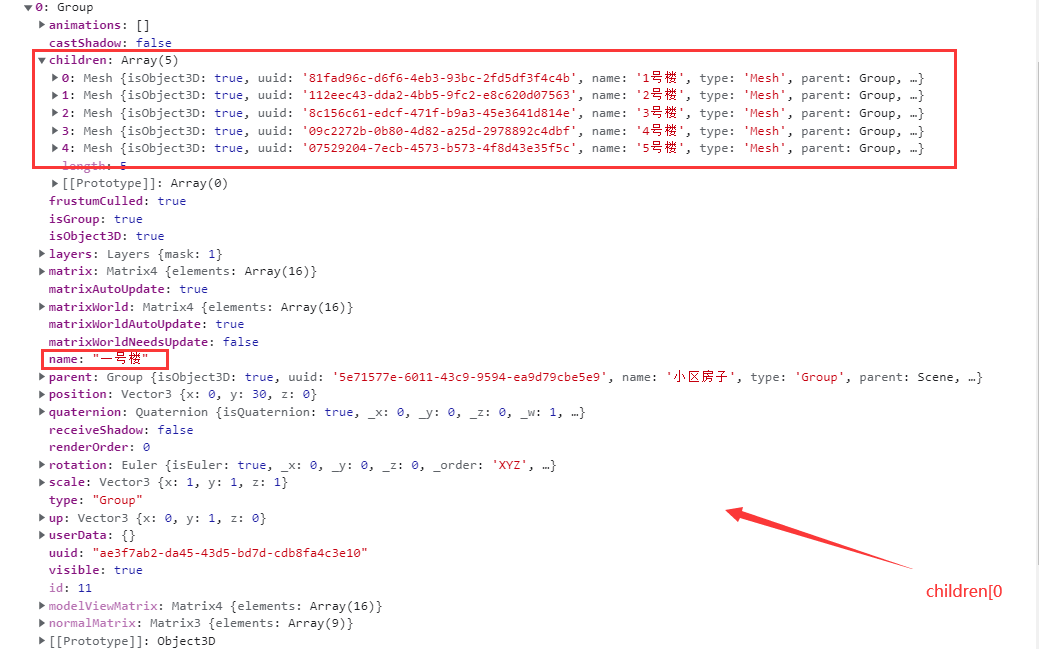 0: Group
animations: []
castShadow: false
children: Array(5)
0: Mesh {isObject3D: true, uuid: '81fad96c-d6f6-4eb3-93bc-2fd5df3f4c4b', name: '1号楼', type: 'Mesh', parent: Group, …}
1: Mesh {isObject3D: true, uuid: '112eec43-dda2-4bb5-9fc2-e8c620d07563', name: '2号楼', type: 'Mesh', parent: Group, …}
2: Mesh {isObject3D: true, uuid: '8c156c61-edcf-471f-b9a3-45e3641d814e', name: '3号楼', type: 'Mesh', parent: Group, …}
3: Mesh {isObject3D: true, uuid: '09c2272b-0b80-4d82-a25d-2978892c4dbf', name: '4号楼', type: 'Mesh', parent: Group, …}
4: Mesh {isObject3D: true, uuid: '07529204-7ecb-4573-b573-4f8d43e35f5c', name: '5号楼', type: 'Mesh', parent: Group, …}
length: 5
[[Prototype]]: Array(0)
frustumCulled: true
isGroup: true
isObject3D: true
layers: Layers {mask: 1}
matrix: Matrix4 {elements: Array(16)}
matrixAutoUpdate: true
matrixWorld: Matrix4 {elements: Array(16)}
matrixWorldAutoUpdate: true
matrixWorldNeedsUpdate: false
name: "一号楼"
parent: Group {isObject3D: true, uuid: '5e71577e-6011-43c9-9594-ea9d79cbe5e9', name: '小区房子', type: 'Group', parent: Scene, …}
position: Vector3 {x: 0, y: 30, z: 0}
quaternion: Quaternion {isQuaternion: true, _x: 0, _y: 0, _z: 0, _w: 1, …}
receiveShadow: false
renderOrder: 0
rotation: Euler {isEuler: true, _x: 0, _y: 0, _z: 0, _order: 'XYZ', …}
scale: Vector3 {x: 1, y: 1, z: 1}
type: "Group"
up: Vector3 {x: 0, y: 1, z: 0}
userData: {}
uuid: "ae3f7ab2-da45-43d5-bd7d-cdb8fa4c3e10"
visible: true
id: 11
modelViewMatrix: Matrix4 {elements: Array(16)}
normalMatrix: Matrix3 {elements: Array(9)}
[[Prototype]]: Object3D
children[0